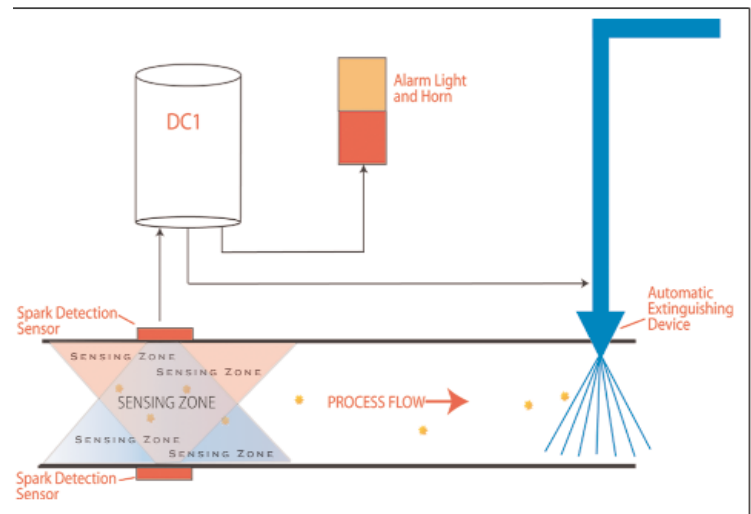 DC1
Alarm Light
and Horn
Automatic
Extinguishing
Device
Spark Detection
Sensor
SENSING ZONE
SENSING ZONE
SENSING ZONE
PROCESS FLOW
SENSING ZONE
SENSING ZONE
Spark Detection
Sensor